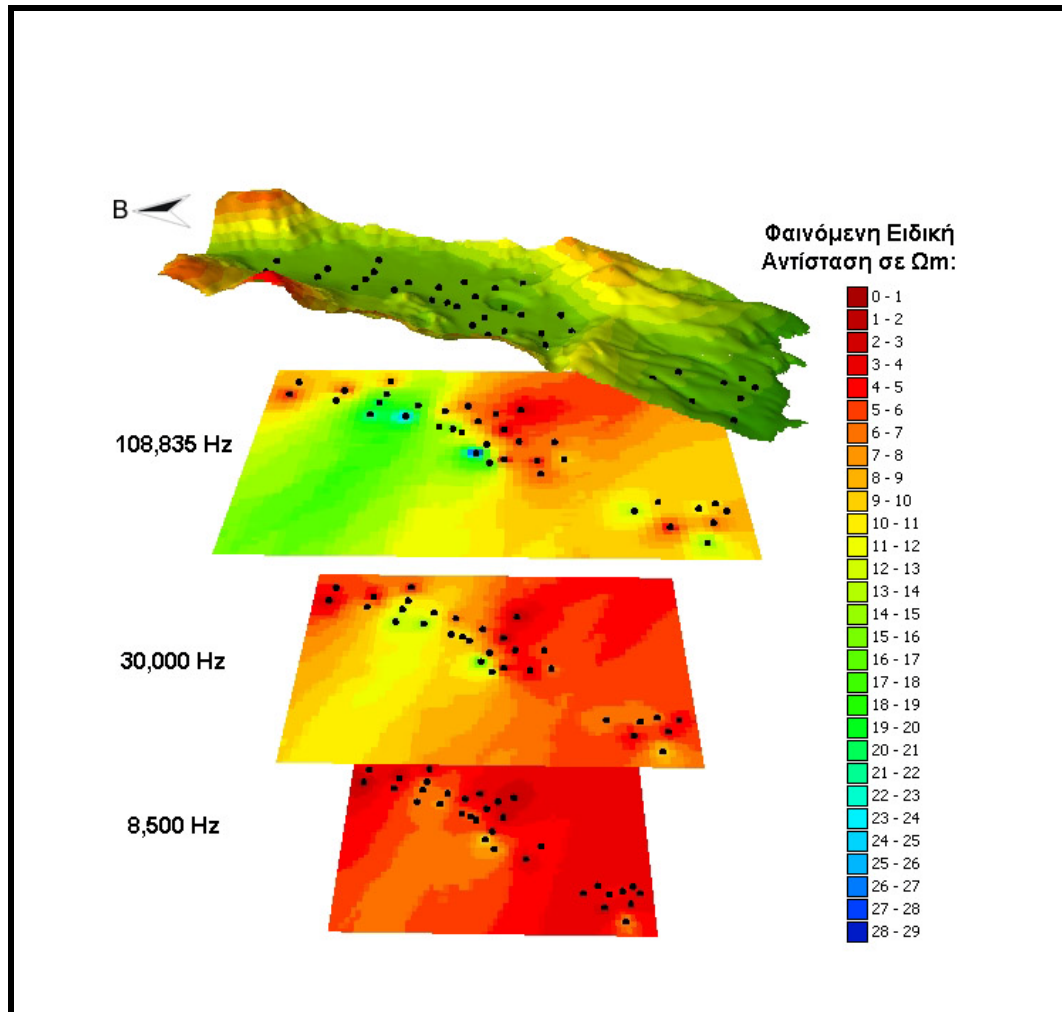 B
Φαινόμενη Ειδική
Αντίσταση σε Ωm:
0 - 1
1 - 2
2 - 3
3 - 4
4 - 5
5 - 6
6 - 7
7 - 8
8 - 9
9 - 10
10 - 11
11 - 12
12 - 13
13 - 14
14 - 15
15 - 16
16 - 17
17 - 18
18 - 19
19 - 20
20 - 21
21 - 22
22 - 23
23 - 24
24 - 25
25 - 26
26 - 27
27 - 28
28 - 29
108,835 Hz
30,000 Hz
8,500 Hz